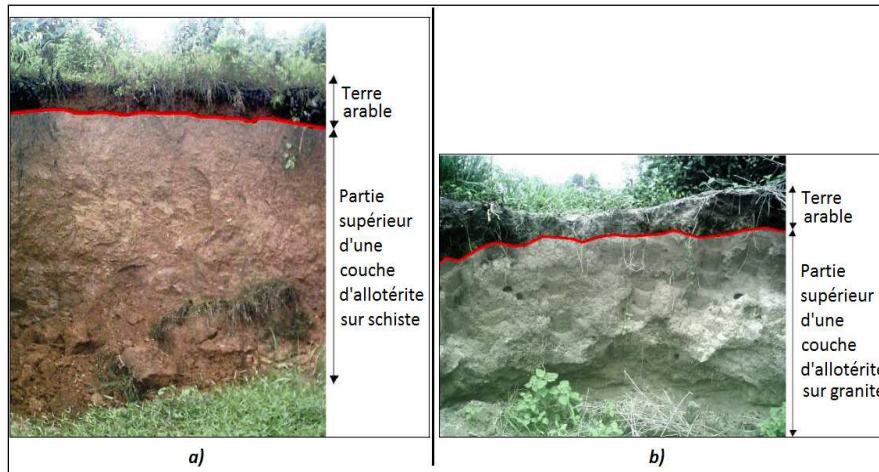 Terre
arable
Partie
supérieur
d'une
couche
d'allotérite
sur schiste
a)
Terre
arable
Partie
supérieur
d'une
couche
d'allotérite
sur granite
b)